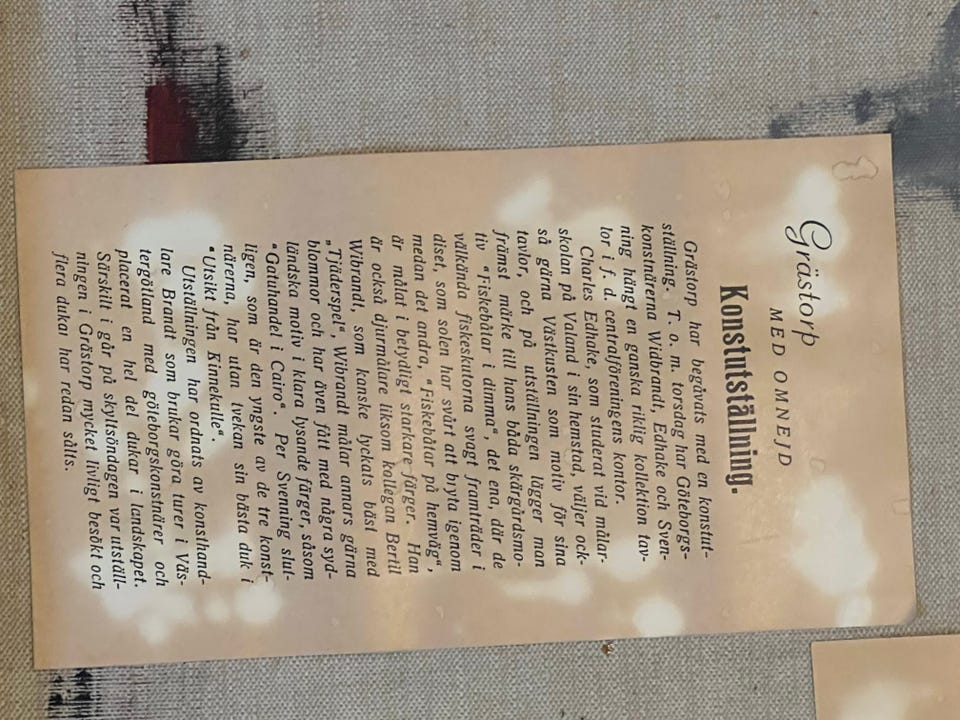 Grästorp
MED OMNEJD
Konstutställning.
Grästorp har begåvats med en konstut-
ställning. T. o. m. torsdag har Göteborgs-
konstnärerna Widbrandt, Edhake och Sven-
ning hängt en ganska riklig kollektion tav-
lor i f. d. centralföreningens kontor.
Charles Edhake, som studerat vid målar-
skolan på Valand i sin hemstad, väljer ock-
så gärna Västkusten som motiv för sina
tavlor, och på utställningen lägger man
främst märke till hans båda skärgårdsmo-
tiv "Fiskebåtar i dimma", det ena, där de
välkända fiskeskutorna svagt framträder i
diset, som solen har svårt att bryta igenom
medan det andra, "Fiskebåtar på hemväg",
är målat i betydligt starkare färger. Han
är också djurmålare liksom kollegan Bertil
Wibrandt, som kanske lyckats bäst med
„Tjäderspel", Wibrandt målar annars gärna
blommor och har även fått med några syd-
ländska motiv i klara lysande färger, såsom
"Gatuhandel i Cairo". Per Svenning slut-
ligen, som är den yngste av de tre konst-
närerna, har utan tvekan sin bästa duk i
"Utsikt från Kinnekulle".
Utställningen har ordnats av konsthand-
lare Brandt som brukar göra turer i Väs-
tergötland med göteborgskonstnärer och
placerat en hel del dukar i landskapet.
Särskilt i går på skyltsöndagen var utställ-
ningen i Grästorp mycket livligt besökt och
flera dukar har redan sålts.